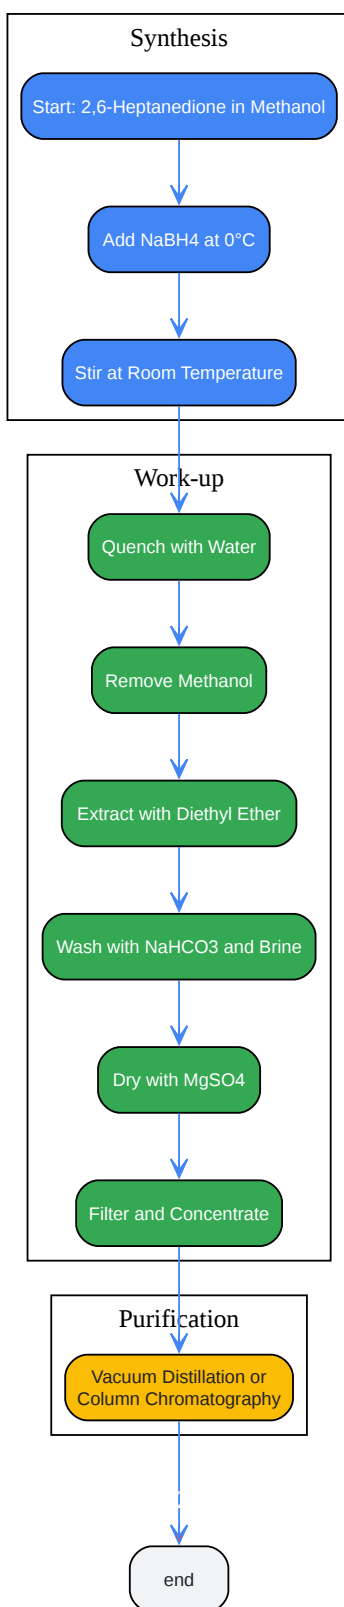 Synthesis
Start: 2,6-Heptanedione in Methanol
Add NaBH4 at 0°C
Stir at Room Temperature
Work-up
Quench with Water
Remove Methanol
Extract with Diethyl Ether
Wash with NaHCO3 and Brine
Dry with MgSO4
Filter and Concentrate
Purification
Vacuum Distillation or
Column Chromatography
end